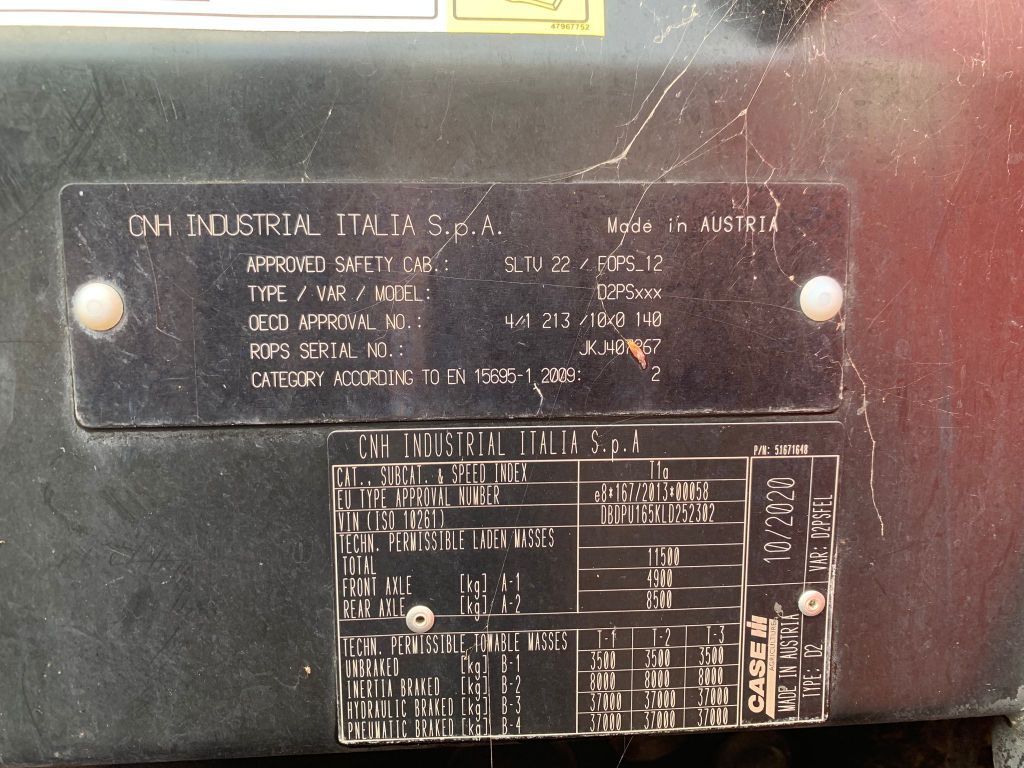 47967752
CNH INDUSTRIAL ITALIA S.p.A. Made in AUSTRIA
APPROVED SAFETY CAB.: SLTV 22 / FOPS_12
TYPE / VAR / MODEL: D2PSxxx
OECD APPROVAL NO.: 4/1 213 /10x0 140
ROPS SERIAL NO.:
CATEGORY ACCORDING TO EN 15695-1,2009: 2
CNH INDUSTRIAL ITALIA S.p.A P/N: 51671648
CAT., SUBCAT. & SPEED INDEX T1a
EU TYPE APPROVAL NUMBER e8*167/2013*00058
VIN (ISO 10261) DBDPU165KLD252302
TECHN. PERMISSIBLE LADEN MASSES
TOTAL 11500
FRONT AXLE [kg] A-1 4900
REAR AXLE [kg] A-2 8500
TECHN. PERMISSIBLE TOWABLE MASSES T-1 T-2 T-3
UNBRAKED [kg] B-1 3500 3500 3500
INERTIA BRAKED [kg] B-2 8000 8000 8000
HYDRAULIC BRAKED [kg] B-3 37000 37000 37000
PNEUMATIC BRAKED [kg] B-4 37000 37000 37000
10/2020
VAR: D2PSFEL
CASE IH
AGRICULTURE
MADE IN AUSTRIA
TYPE: D2